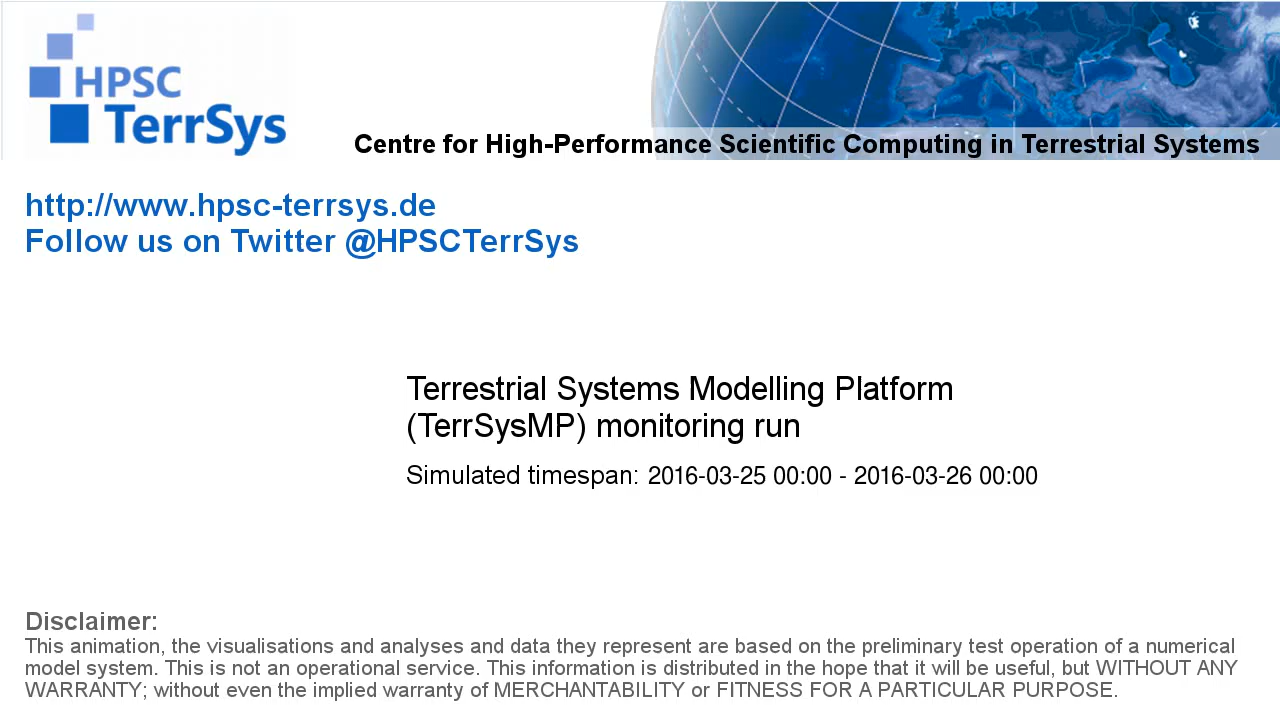 HPSC
TerrSys
Centre for High-Performance Scientific Computing in Terrestrial Systems
http://www.hpsc-terrsys.de
Follow us on Twitter @HPSCTerrSys
Terrestrial Systems Modelling Platform
(TerrSysMP) monitoring run
Simulated timespan: 2016-03-25 00:00 - 2016-03-26 00:00
Disclaimer:
This animation, the visualisations and analyses and data they represent are based on the preliminary test operation of a numerical
model system. This is not an operational service. This information is distributed in the hope that it will be useful, but WITHOUT ANY
WARRANTY; without even the implied warranty of MERCHANTABILITY or FITNESS FOR A PARTICULAR PURPOSE.